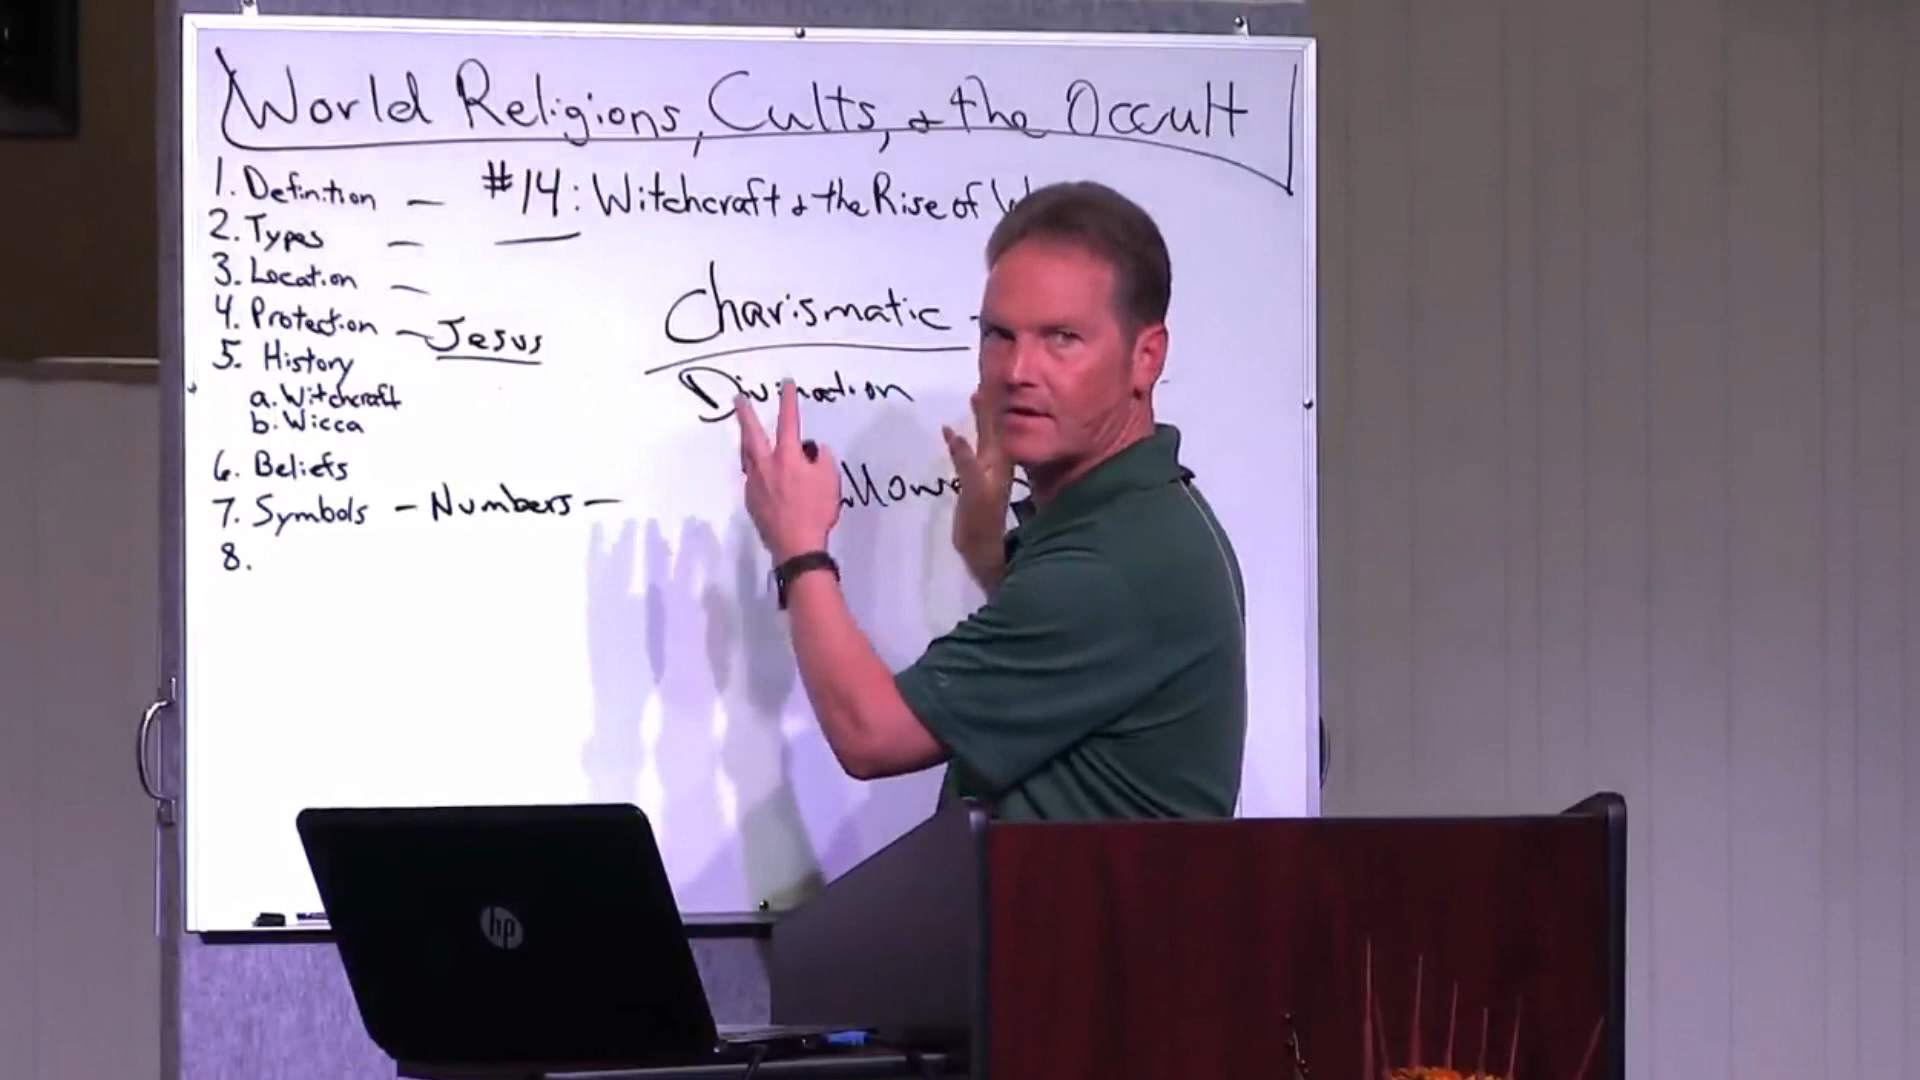 World Religions, Cults, & the Occult
#14: Witchcraft & the Rise of
1. Definition —
2. Types —
3. Location —
4. Protection — Jesus
5. History
a. Witchcraft
b. Wicca
6. Beliefs
7. Symbols - Numbers -
8.
Charismatic -
Divination
hp